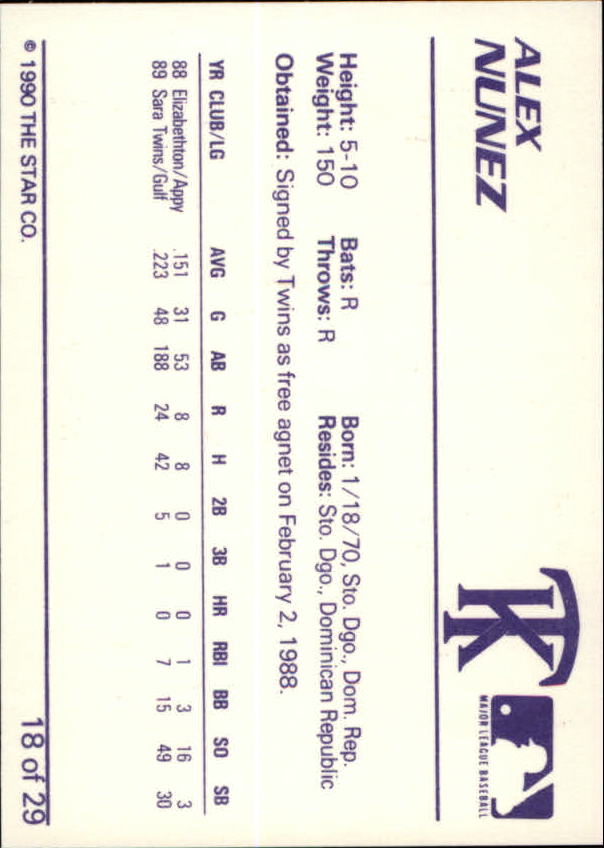 ALEX
NUNEZ
TK
MAJOR LEAGUE BASEBALL
Height: 5-10 Bats: R Born: 1/18/70, Sto. Dgo., Dom. Rep.
Weight: 150 Throws: R Resides: Sto. Dgo., Dominican Republic
Obtained: Signed by Twins as free agnet on February 2, 1988.
YR CLUB/LG AVG G AB R H 2B 3B HR RBI BB SO SB
88 Elizabethton/Appy .151 31 53 8 8 0 0 0 1 3 16 3
89 Sara Twins/Gulf .223 48 188 24 42 5 1 0 7 15 49 30
© 1990 THE STAR CO. 18 of 29